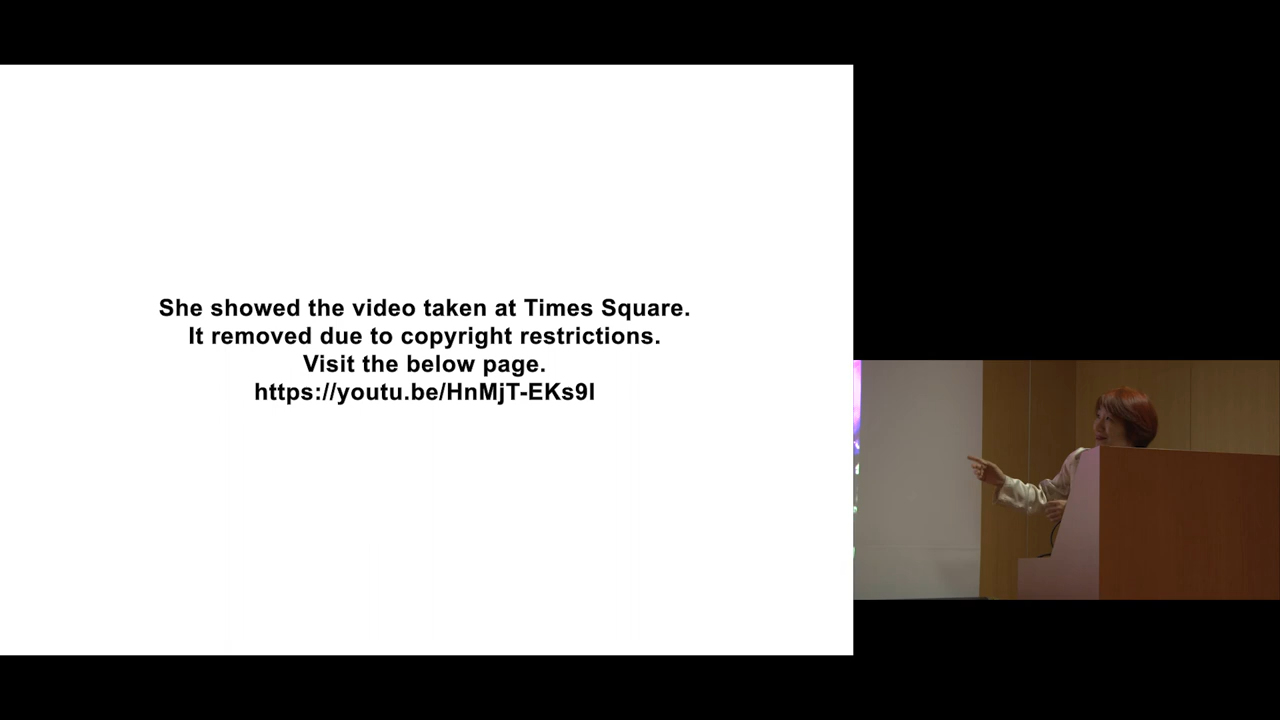 She showed the video taken at Times Square.
It removed due to copyright restrictions.
Visit the below page.
https://youtu.be/HnMjT-EKs9I